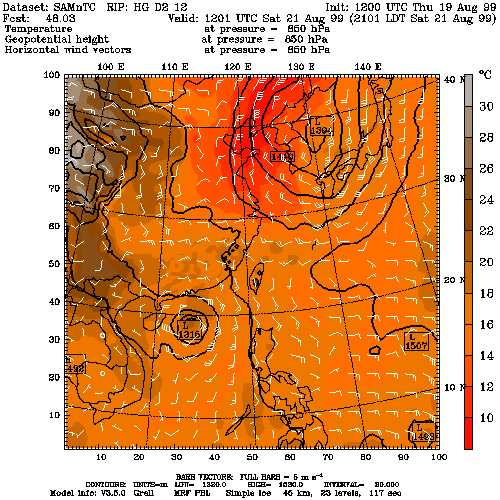 Dataset: SAMnTC RIP: HG D2 12 Init: 1200 UTC Thu 19 Aug 99
Fcst: 48.03 Valid: 1201 UTC Sat 21 Aug 99 (2101 LDT Sat 21 Aug 99)
Temperature at pressure = 850 hPa
Geopotential height at pressure = 850 hPa
Horizontal wind vectors at pressure = 850 hPa
100 E 110 E 120 E 130 E 140 E
40 N °C
100 90 80 70 60 50 40 30 20 10
30 N
20 N
10 N
30 28 26 24 22 20 18 16 14 12 10
L
L
1316
L
1507
L
10 20 30 40 50 60 70 80 90 100
BARB VECTORS: FULL BARB = 5 m s⁻¹
CONTOURS: UNITS=m LOW= 1320.0 HIGH= 1530.0 INTERVAL= 20.000
Model info: V3.5.0 Grell MRF PBL Simple ice 45 km, 23 levels, 117 sec